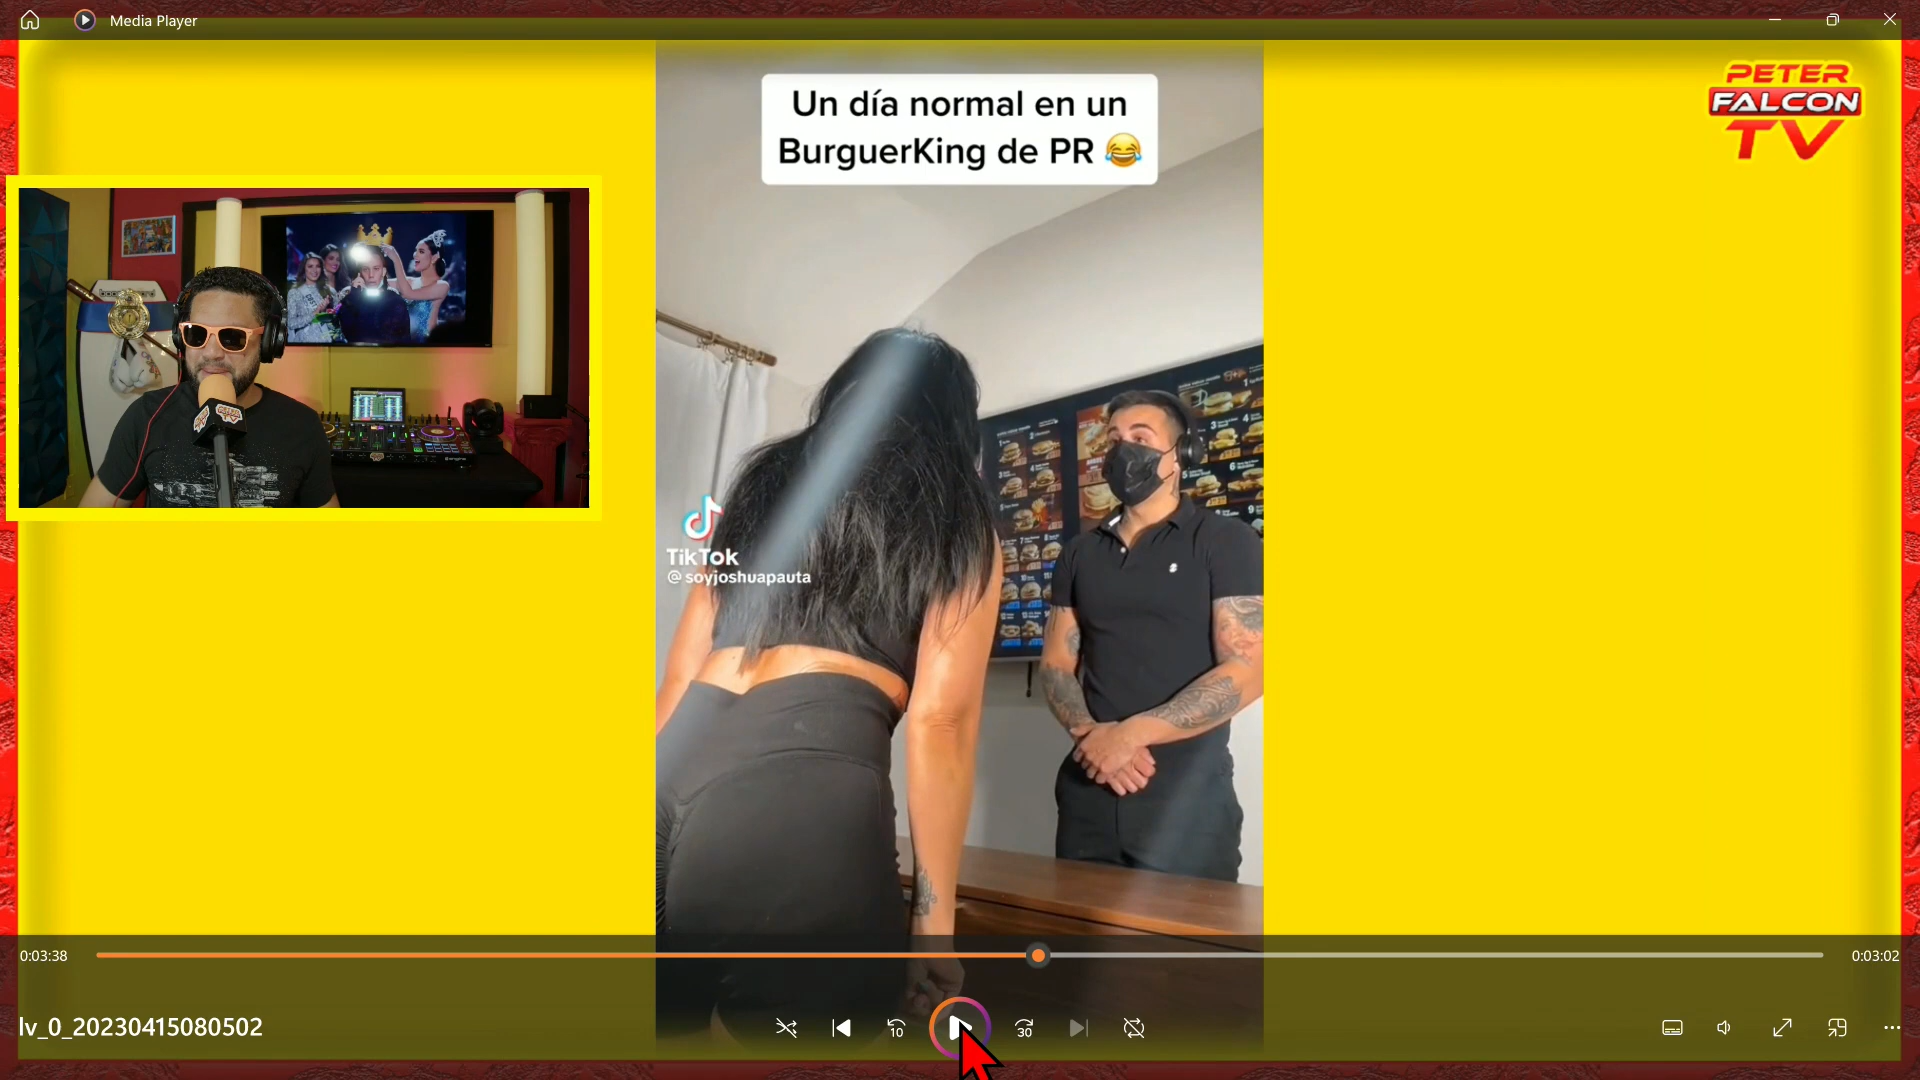 Media Player
PETER
FALCON
TV
Un día normal en un
BurguerKing de PR 😂
TikTok
@soyjoshuapauta
0:03:38
0:03:02
lv_0_20230415080502
10
30